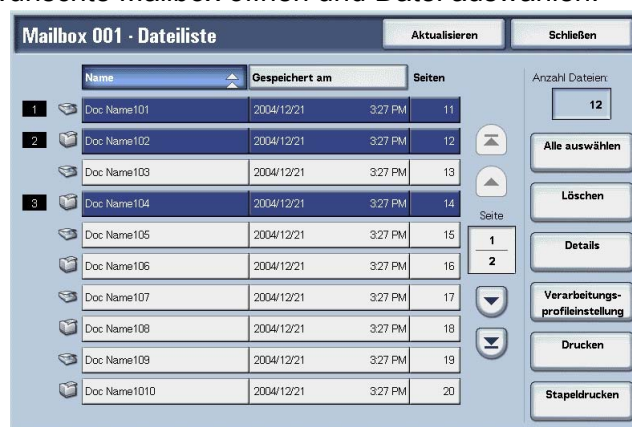 wünschte Mailbox öffnen und Datei auswählen.
Mailbox 001 - Dateiliste
Aktualisieren
Schließen
Name
Gespeichert am
Seiten
Anzahl Dateien:
12
1 Doc Name101 2004/12/21 3:27 PM 11
2 Doc Name102 2004/12/21 3:27 PM 12
Doc Name103 2004/12/21 3:27 PM 13
3 Doc Name104 2004/12/21 3:27 PM 14
Doc Name105 2004/12/21 3:27 PM 15
Doc Name106 2004/12/21 3:27 PM 16
Doc Name107 2004/12/21 3:27 PM 17
Doc Name108 2004/12/21 3:27 PM 18
Doc Name109 2004/12/21 3:27 PM 19
Doc Name1010 2004/12/21 3:27 PM 20
Seite
1
2
Alle auswählen
Löschen
Details
Verarbeitungs-
profileinstellung
Drucken
Stapeldrucken